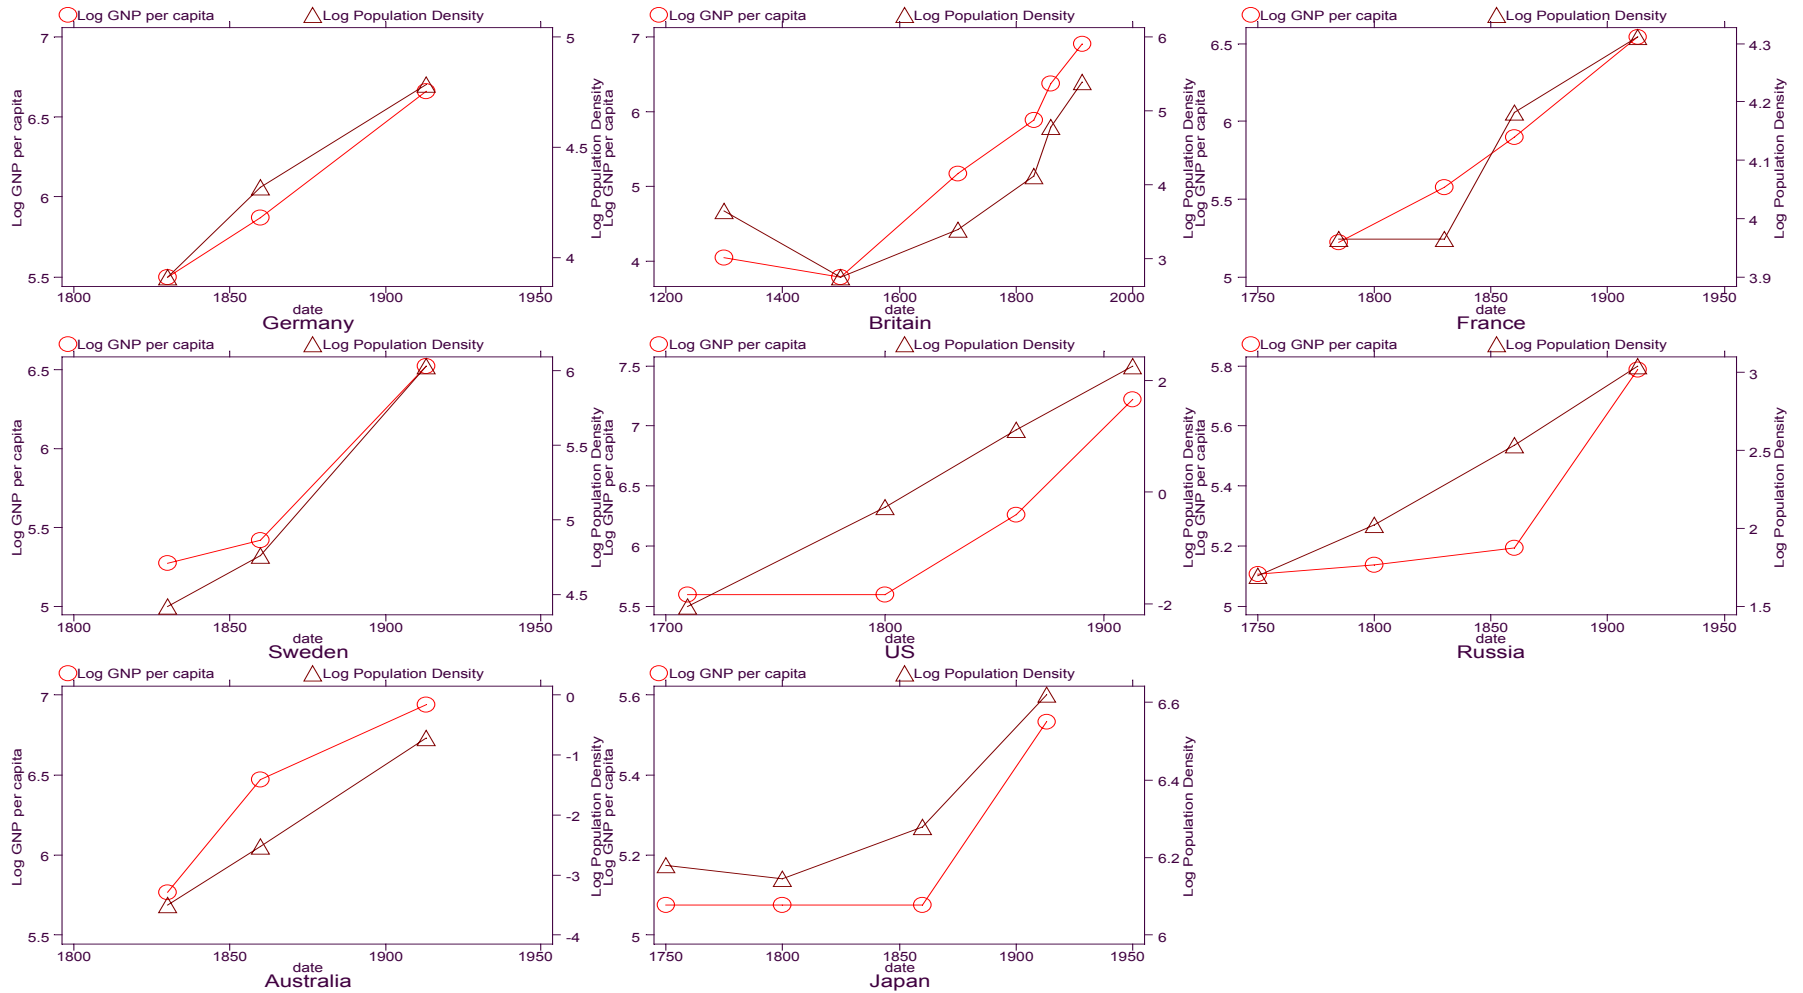 Log GNP per capita Log Population Density
Log GNP per capita
7
6.5
6
5.5
5
4.5
4
Log Population Density
1800 1850 1900 1950
date
Germany
Log GNP per capita Log Population Density
Log GNP per capita
7
6
5
4
6
5
4
3
Log Population Density
1200 1400 1600 1800 2000
date
Britain
Log GNP per capita Log Population Density
Log GNP per capita
6.5
6
5.5
5
4.3
4.2
4.1
4
3.9
Log Population Density
1750 1800 1850 1900 1950
date
France
Log GNP per capita Log Population Density
Log GNP per capita
6.5
6
5.5
5
6
5.5
5
4.5
Log Population Density
1800 1850 1900 1950
date
Sweden
Log GNP per capita Log Population Density
Log GNP per capita
7.5
7
6.5
6
5.5
2
0
-2
Log Population Density
1700 1800 1900
date
US
Log GNP per capita Log Population Density
Log GNP per capita
5.8
5.6
5.4
5.2
5
3
2.5
2
1.5
Log Population Density
1750 1800 1850 1900 1950
date
Russia
Log GNP per capita Log Population Density
Log GNP per capita
7
6.5
6
5.5
0
-1
-2
-3
-4
Log Population Density
1800 1850 1900 1950
date
Australia
Log GNP per capita Log Population Density
Log GNP per capita
5.6
5.4
5.2
5
6.6
6.4
6.2
6
Log Population Density
1750 1800 1850 1900 1950
date
Japan